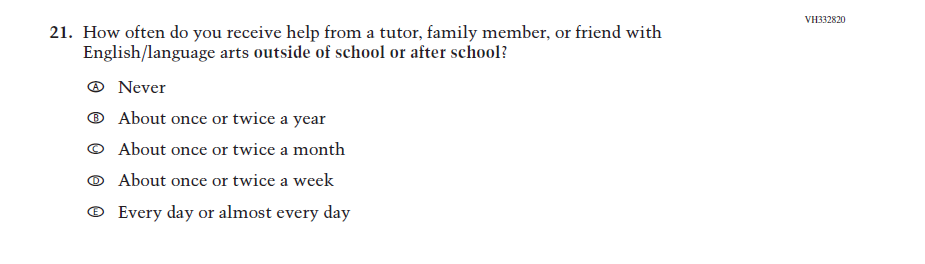 VH332820
21. How often do you receive help from a tutor, family member, or friend with
English/language arts outside of school or after school?
A Never
B About once or twice a year
C About once or twice a month
D About once or twice a week
E Every day or almost every day